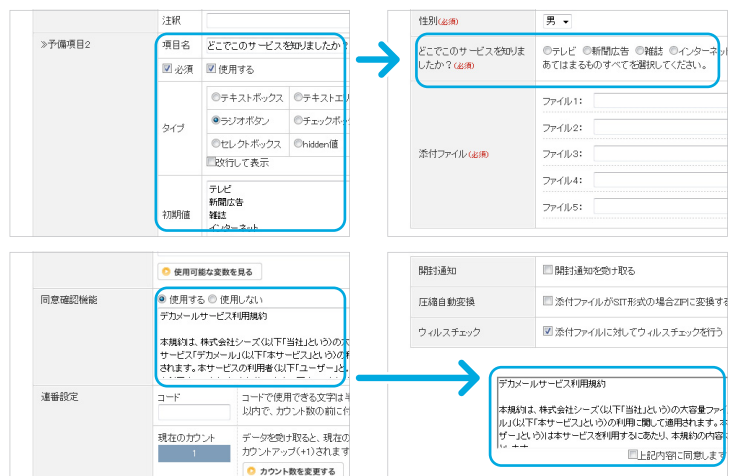 注釈
≫予備項目2
項目名 どこでこのサービスを知りましたか？
必須 使用する
タイプ
テキストボックス テキストエリ
ラジオボタン チェックボッ
セレクトボックス hidden値
改行して表示
初期値
テレビ
新聞広告
雑誌
インターネット
性別(必須) 男
どこでこのサービスを知りま
したか？(必須)
テレビ 新聞広告 雑誌 インターネッ
あてはまるものすべてを選択してください。
添付ファイル(必須)
ファイル1：
ファイル2：
ファイル3：
ファイル4：
ファイル5：
使用可能な変数を見る
同意確認機能
使用する 使用しない
デカメールサービス利用規約
本規約は、株式会社シーズ(以下「当社」という)の大
サービス「デカメール」(以下「本サービス」という)の利
されます。本サービスの利用者(以下「ユーザー」と
連番設定
コード
コードで使用できる文字は半
以内で、カウント数の前に付
現在のカウント
1
データを受け取ると、現在の
カウントアップ(+1)されます
カウント数を変更する
開封通知 開封通知を受け取る
圧縮自動変換 添付ファイルがSIT形式の場合ZIPに変換する
ウィルスチェック 添付ファイルに対してウィルスチェックを行う
デカメールサービス利用規約
本規約は、株式会社シーズ(以下「当社」という)の大容量ファイ
ル」(以下「本サービス」という)の利用に関して適用されます。本
ザー」という)は本サービスを利用するにあたり、本規約の内容
上記内容に同意します